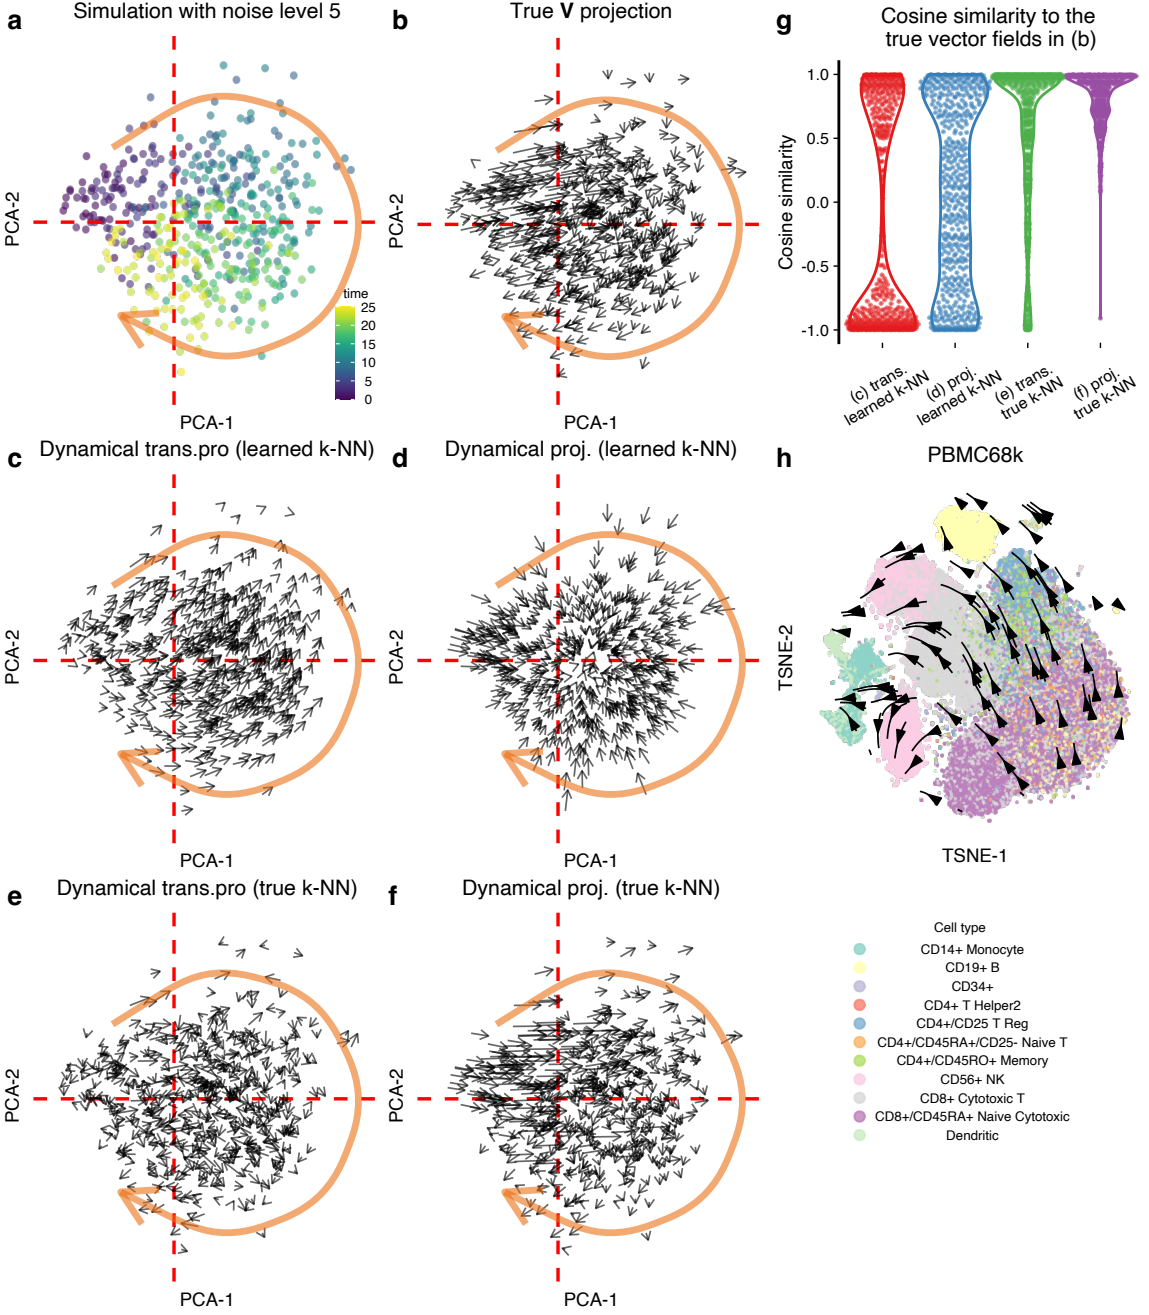 a
Simulation with noise level 5
PCA-2
PCA-1
time
25
20
15
10
5
0
b
True V projection
PCA-2
PCA-1
g
Cosine similarity to the
true vector fields in (b)
Cosine similarity
1.0
0.5
0.0
-0.5
-1.0
(c) trans.
learned k-NN
(d) proj.
learned k-NN
(e) trans.
true k-NN
(f) proj.
true k-NN
c
Dynamical trans.pro (learned k-NN)
PCA-2
PCA-1
d
Dynamical proj. (learned k-NN)
PCA-2
PCA-1
h
PBMC68k
TSNE-2
TSNE-1
e
Dynamical trans.pro (true k-NN)
PCA-2
PCA-1
f
Dynamical proj. (true k-NN)
PCA-2
PCA-1
Cell type
CD14+ Monocyte
CD19+ B
CD34+
CD4+ T Helper2
CD4+/CD25 T Reg
CD4+/CD45RA+/CD25- Naive T
CD4+/CD45RO+ Memory
CD56+ NK
CD8+ Cytotoxic T
CD8+/CD45RA+ Naive Cytotoxic
Dendritic